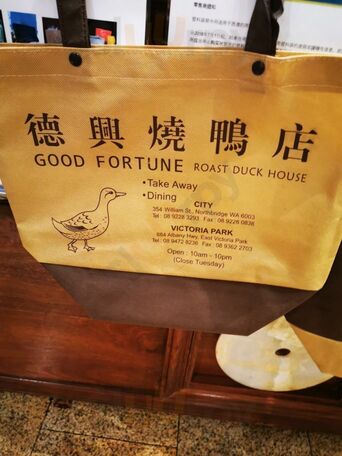 德興燒鴨店
GOOD FORTUNE ROAST DUCK HOUSE
•Take Away
•Dining
CITY
354 William St., Northbridge WA 6003
Tel : 08 9228 3293 Fax : 08 9228 0838
VICTORIA PARK
884 Albany Hwy, East Victoria Park
Tel : 08 9472 8236 Fax : 08 9362 2703
Open : 10am - 10pm
(Close Tuesday)